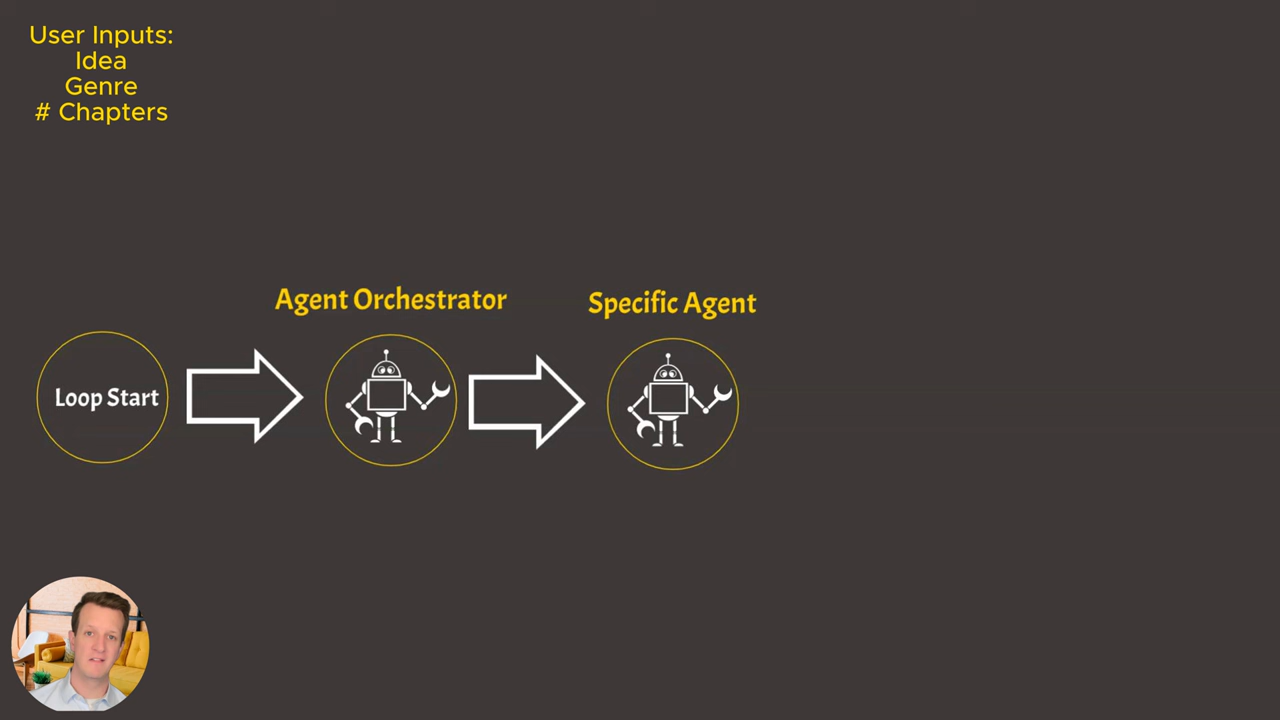 User Inputs:
Idea
Genre
# Chapters
Agent Orchestrator
Specific Agent
Loop Start